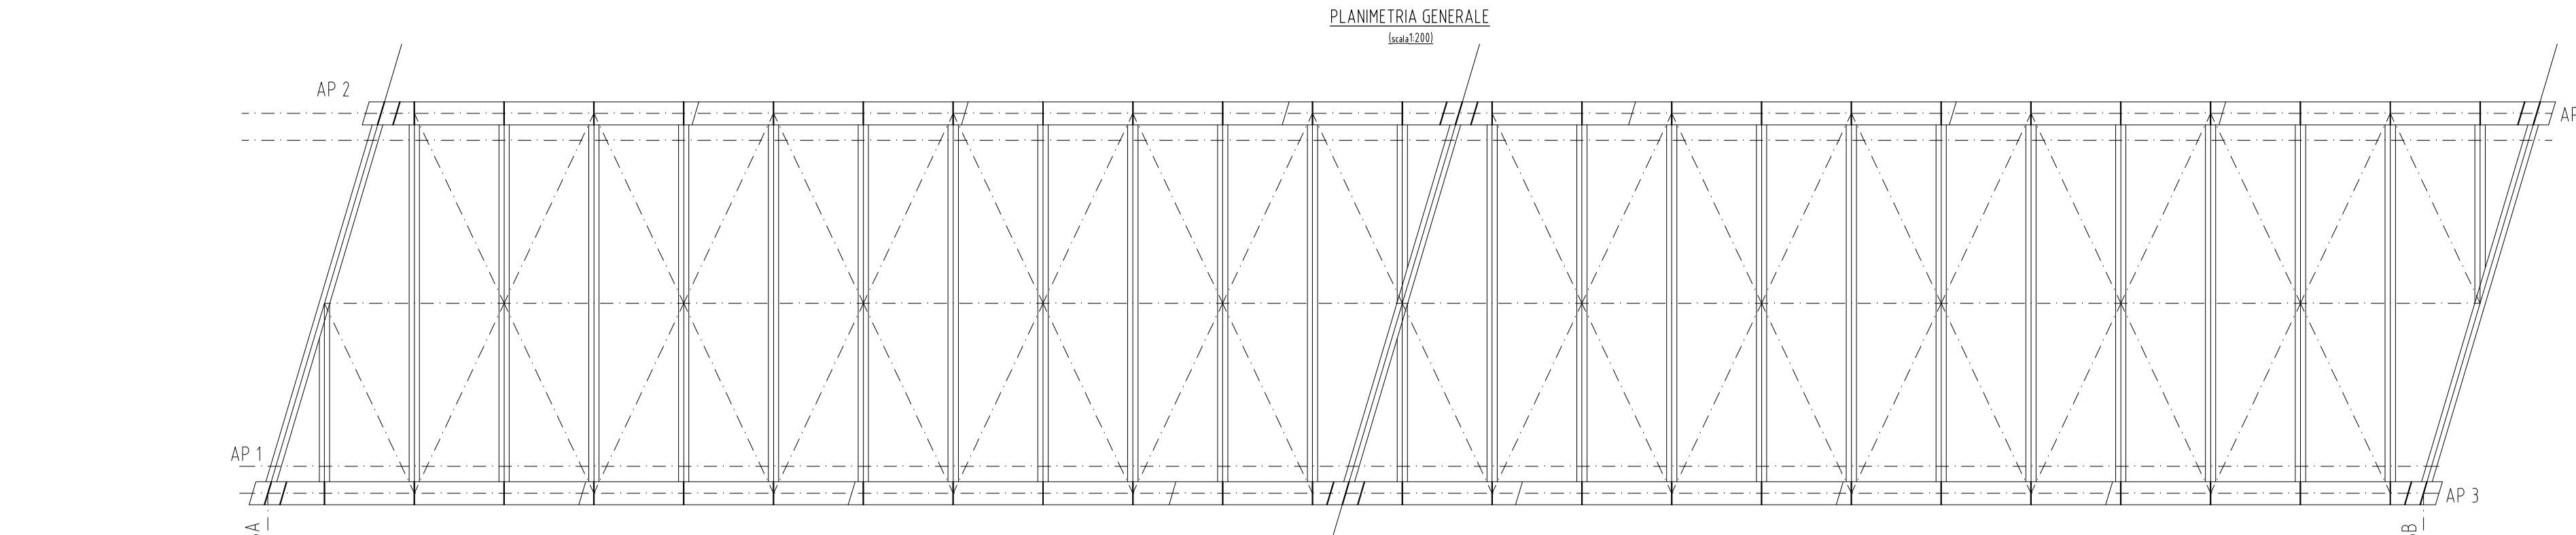 PLANIMETRIA GENERALE
(scala 1:200)
AP 2
AP 1
AP 3
A
B